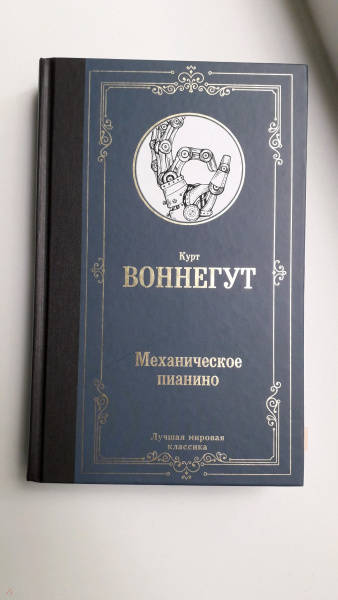 Курт
ВОННЕГУТ
Механическое
пианино
Лучшая мировая
классика